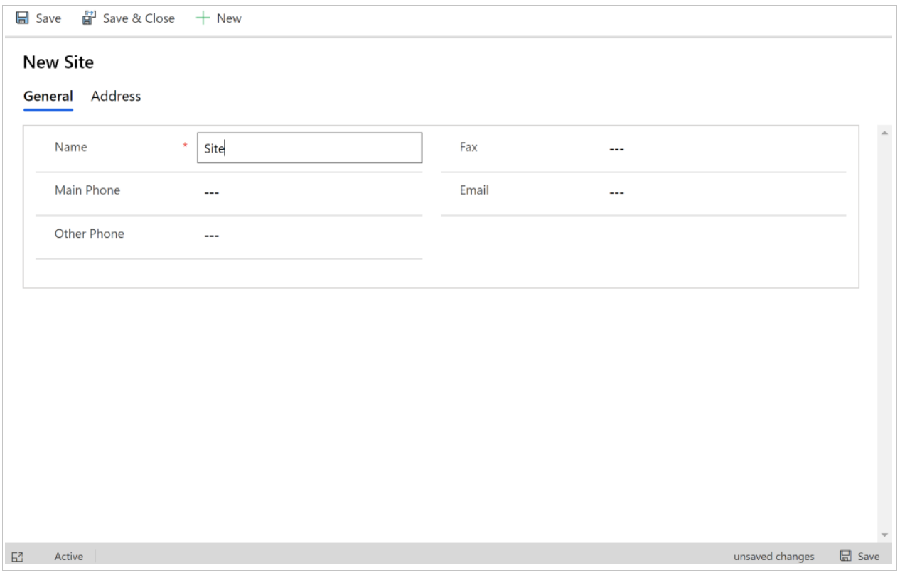 Save Save & Close New
New Site
General Address
Name * Site Fax ---
Main Phone --- Email ---
Other Phone ---
Active unsaved changes Save